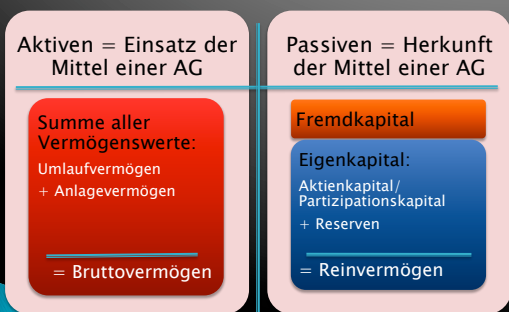 Aktiven = Einsatz der
Mittel einer AG
Summe aller
Vermögenswerte:
Umlaufvermögen
+ Anlagevermögen
= Bruttovermögen
Passiven = Herkunft
der Mittel einer AG
Fremdkapital
Eigenkapital:
Aktienkapital/
Partizipationskapital
+ Reserven
= Reinvermögen